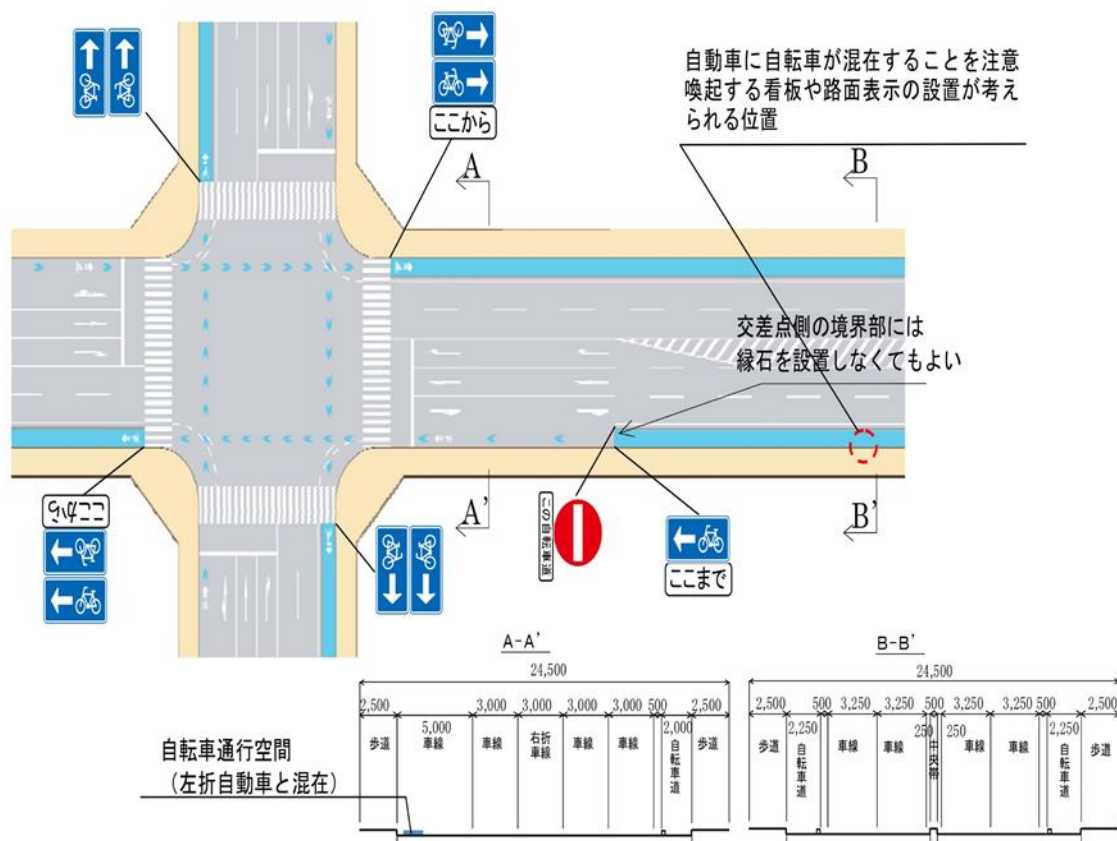 自動車に自転車が混在することを注意
喚起する看板や路面表示の設置が考え
られる位置
ここから
A
B
交差点側の境界部には
縁石を設置しなくてもよい
ここから
この自転車道
A'
B'
ここまで
A-A'
24,500
2,500
5,000
3,000
3,000
3,000
3,000
500
2,000
2,500
歩道
車線
車線
右折
車線
車線
車線
自転車道
歩道
自転車通行空間
(左折自動車と混在)
B-B'
24,500
2,500
2,250
500
3,250
3,250
250
500
250
3,250
3,250
500
2,250
2,500
歩道
自転車道
車線
車線
中央帯
車線
車線
自転車道
歩道